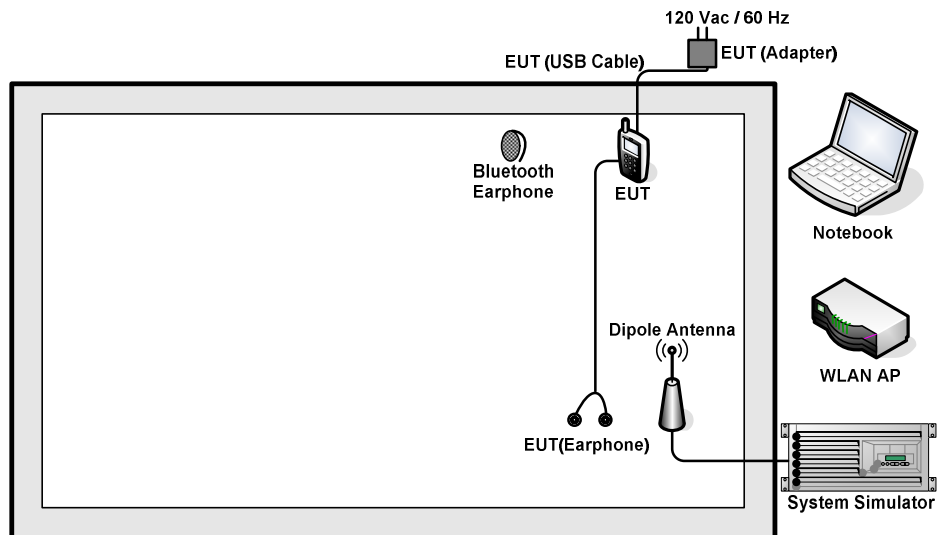 120 Vac / 60 Hz
EUT (USB Cable)
EUT (Adapter)
Bluetooth
Earphone
EUT
Notebook
Dipole Antenna
WLAN AP
EUT(Earphone)
System Simulator